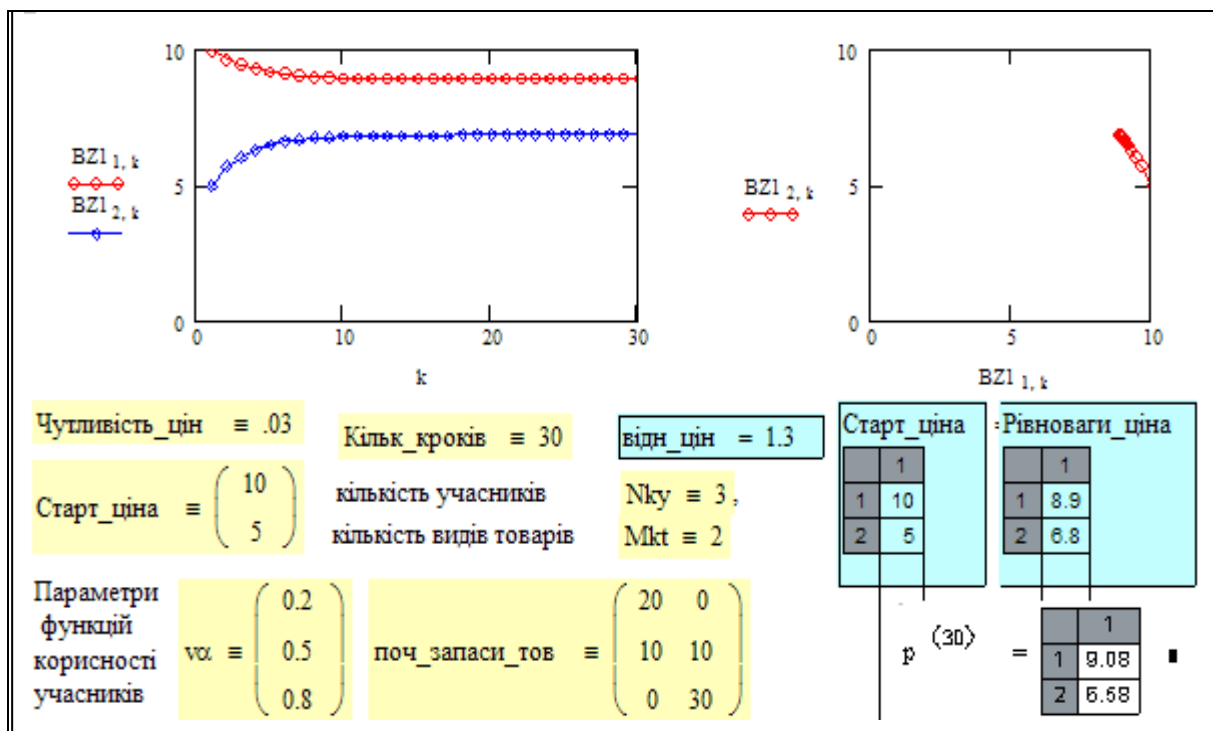 10
5
0
0 10 20 30
k
BZ1 1, k
BZ1 2, k
10
5
0
0 5 10
BZ1 1, k
BZ1 2, k
Чутливість_цін ≡ .03
Кільк_кроків ≡ 30
відн_цін = 1.3
Старт_ціна =
1
1 10
2 5
Рівноваги_ціна
1
1 8.9
2 6.8
Старт_ціна ≡
10
5
кількість учасників
Nky ≡ 3 ,
кількість видів товарів
Mkt ≡ 2
Параметри
функцій
корисності
учасників
vα ≡
0.2
0.5
0.8
поч_запаси_тов ≡
20 0
10 10
0 30
p (30) =
1
1 9.08
2 6.58